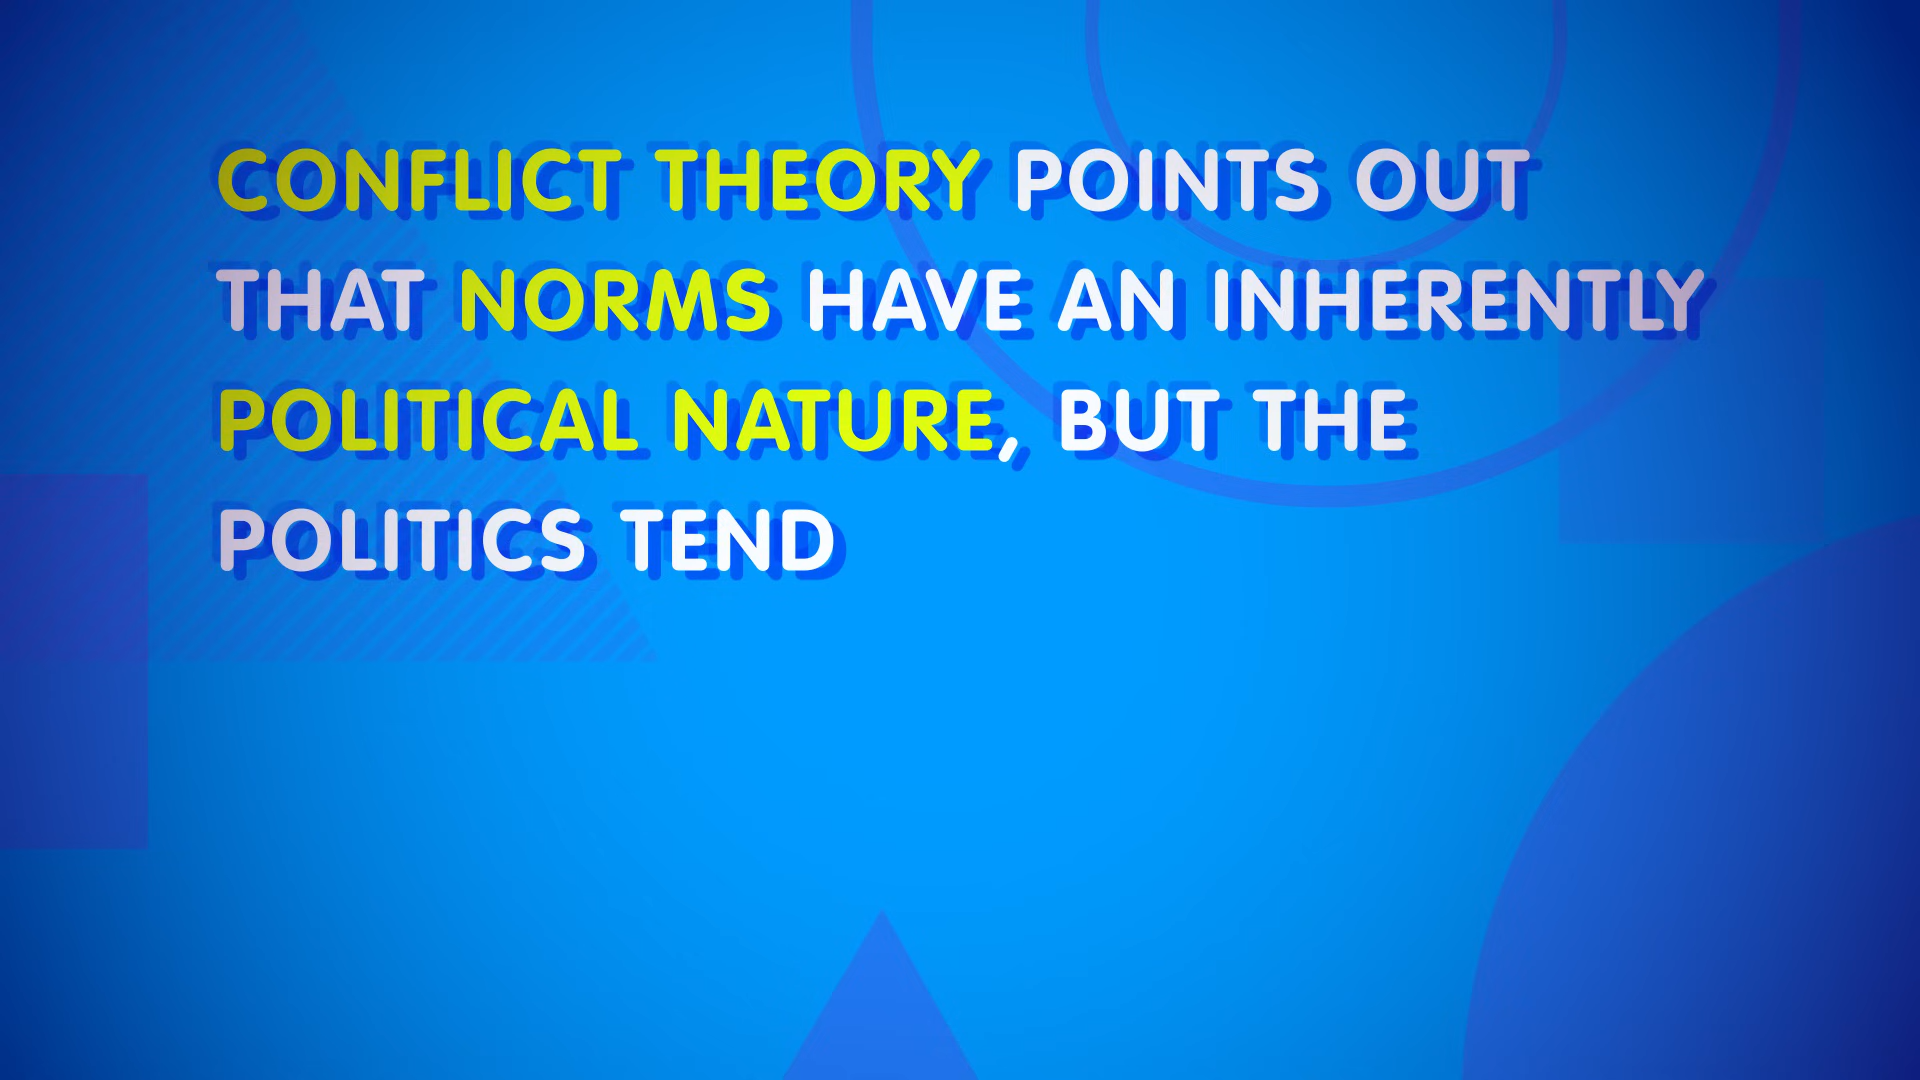 CONFLICT THEORY POINTS OUT
THAT NORMS HAVE AN INHERENTLY
POLITICAL NATURE, BUT THE
POLITICS TEND